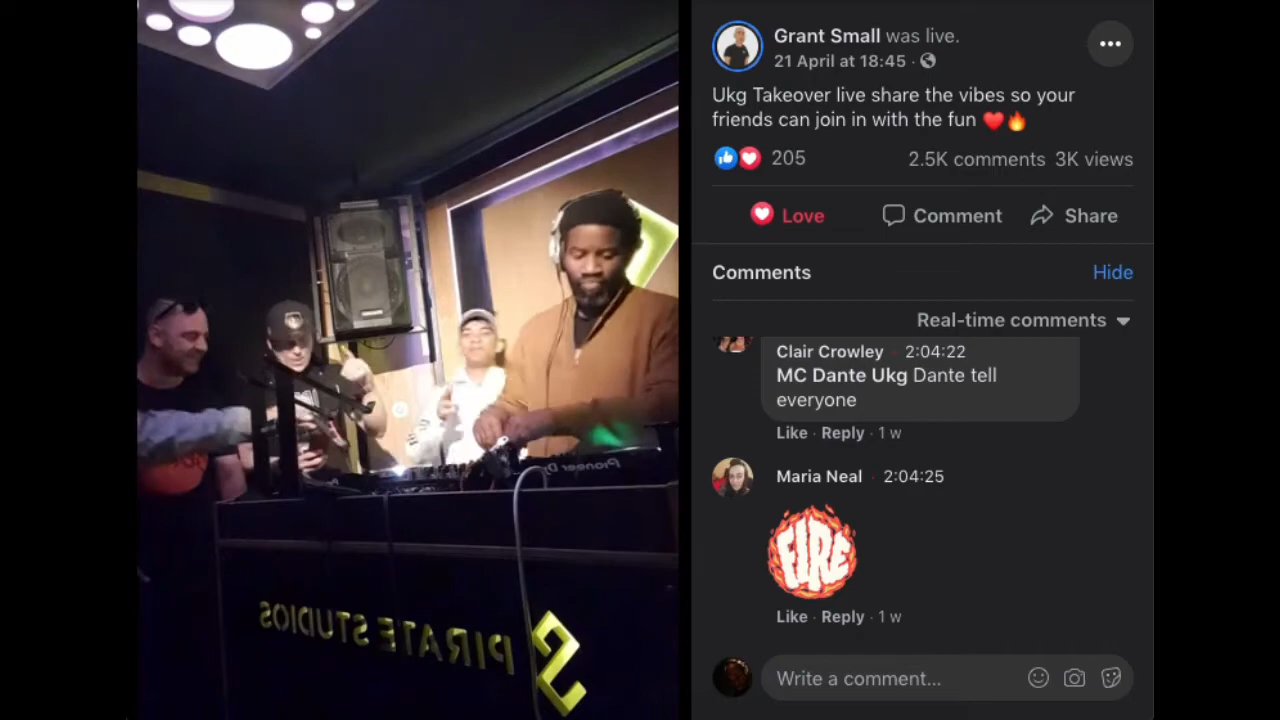 Grant Small was live.
21 April at 18:45 ·
Ukg Takeover live share the vibes so your
friends can join in with the fun ❤️🔥
205
2.5K comments 3K views
Love
Comment
Share
Comments
Hide
Real-time comments
Clair Crowley · 2:04:22
MC Dante Ukg Dante tell
everyone
Like · Reply · 1 w
Maria Neal · 2:04:25
FIRE
Like · Reply · 1 w
Write a comment...
Pioneer Dj
PIRATE STUDIOS